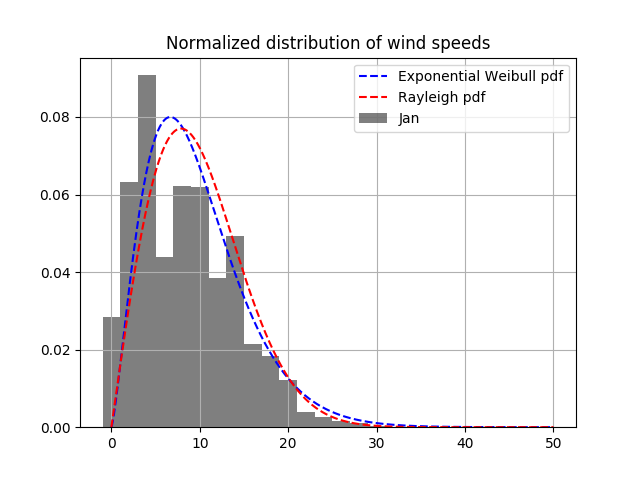 Normalized distribution of wind speeds
Exponential Weibull pdf
Rayleigh pdf
Jan
0.08
0.06
0.04
0.02
0.00
0 10 20 30 40 50